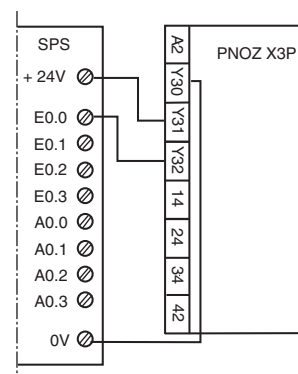 SPS
+ 24V
E0.0
E0.1
E0.2
E0.3
A0.0
A0.1
A0.2
A0.3
0V
A2
Y30
Y31
Y32
14
24
34
42
PNOZ X3P